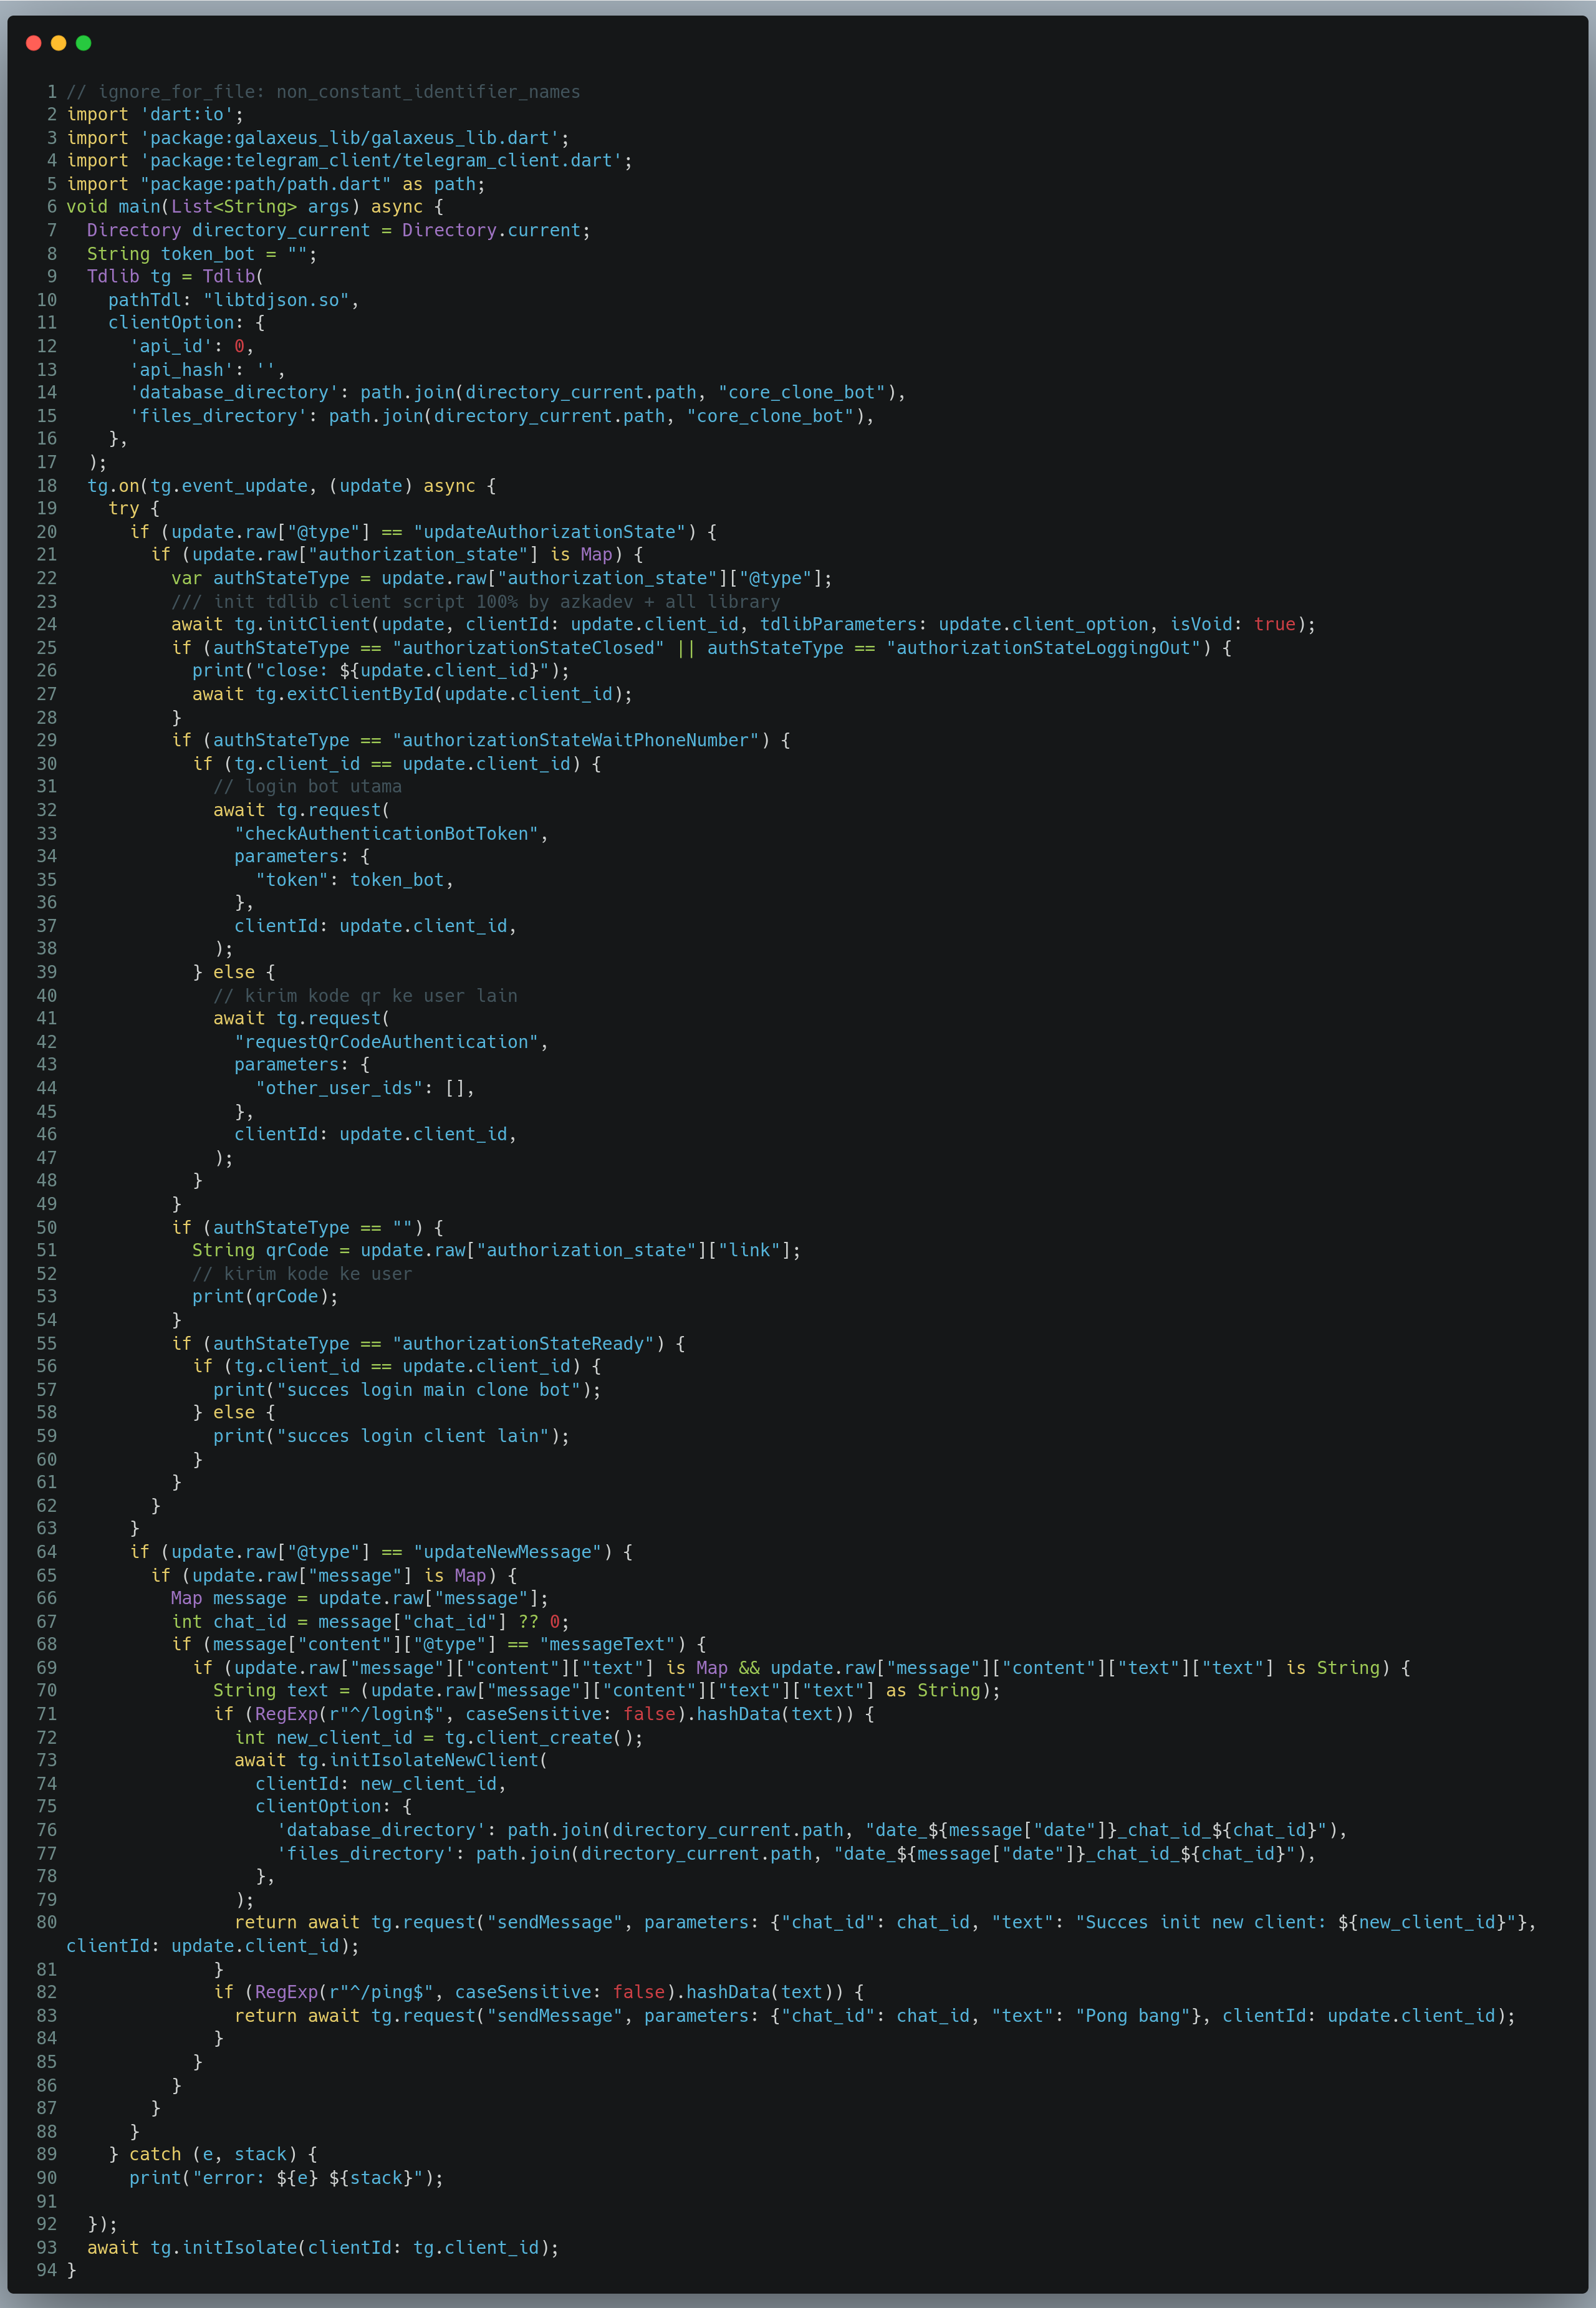 1 // ignore_for_file: non_constant_identifier_names
2 import 'dart:io';
3 import 'package:galaxeus_lib/galaxeus_lib.dart';
4 import 'package:telegram_client/telegram_client.dart';
5 import "package:path/path.dart" as path;
6 void main(List<String> args) async {
7   Directory directory_current = Directory.current;
8   String token_bot = "";
9   Tdlib tg = Tdlib(
10     pathTdl: "libtdjson.so",
11     clientOption: {
12       'api_id': 0,
13       'api_hash': '',
14       'database_directory': path.join(directory_current.path, "core_clone_bot"),
15       'files_directory': path.join(directory_current.path, "core_clone_bot"),
16     },
17   );
18   tg.on(tg.event_update, (update) async {
19     try {
20       if (update.raw["@type"] == "updateAuthorizationState") {
21         if (update.raw["authorization_state"] is Map) {
22           var authStateType = update.raw["authorization_state"]["@type"];
23           /// init tdlib client script 100% by azkadev + all library
24           await tg.initClient(update, clientId: update.client_id, tdlibParameters: update.client_option, isVoid: true);
25           if (authStateType == "authorizationStateClosed" || authStateType == "authorizationStateLoggingOut") {
26             print("close: ${update.client_id}");
27             await tg.exitClientById(update.client_id);
28           }
29           if (authStateType == "authorizationStateWaitPhoneNumber") {
30             if (tg.client_id == update.client_id) {
31               // login bot utama
32               await tg.request(
33                 "checkAuthenticationBotToken",
34                 parameters: {
35                   "token": token_bot,
36                 },
37                 clientId: update.client_id,
38               );
39             } else {
40               // kirim kode qr ke user lain
41               await tg.request(
42                 "requestQrCodeAuthentication",
43                 parameters: {
44                   "other_user_ids": [],
45                 },
46                 clientId: update.client_id,
47               );
48             }
49           }
50           if (authStateType == "") {
51             String qrCode = update.raw["authorization_state"]["link"];
52             // kirim kode ke user
53             print(qrCode);
54           }
55           if (authStateType == "authorizationStateReady") {
56             if (tg.client_id == update.client_id) {
57               print("succes login main clone bot");
58             } else {
59               print("succes login client lain");
60             }
61           }
62         }
63       }
64       if (update.raw["@type"] == "updateNewMessage") {
65         if (update.raw["message"] is Map) {
66           Map message = update.raw["message"];
67           int chat_id = message["chat_id"] ?? 0;
68           if (message["content"]["@type"] == "messageText") {
69             if (update.raw["message"]["content"]["text"] is Map && update.raw["message"]["content"]["text"]["text"] is String) {
70               String text = (update.raw["message"]["content"]["text"]["text"] as String);
71               if (RegExp(r"^/login$", caseSensitive: false).hashData(text)) {
72                 int new_client_id = tg.client_create();
73                 await tg.initIsolateNewClient(
74                   clientId: new_client_id,
75                   clientOption: {
76                     'database_directory': path.join(directory_current.path, "date_${message["date"]}_chat_id_${chat_id}"),
77                     'files_directory': path.join(directory_current.path, "date_${message["date"]}_chat_id_${chat_id}"),
78                   },
79                 );
80                 return await tg.request("sendMessage", parameters: {"chat_id": chat_id, "text": "Succes init new client: ${new_client_id}"},
clientId: update.client_id);
81               }
82               if (RegExp(r"^/ping$", caseSensitive: false).hashData(text)) {
83                 return await tg.request("sendMessage", parameters: {"chat_id": chat_id, "text": "Pong bang"}, clientId: update.client_id);
84               }
85             }
86           }
87         }
88       }
89     } catch (e, stack) {
90       print("error: ${e} ${stack}");
91
92   });
93   await tg.initIsolate(clientId: tg.client_id);
94 }